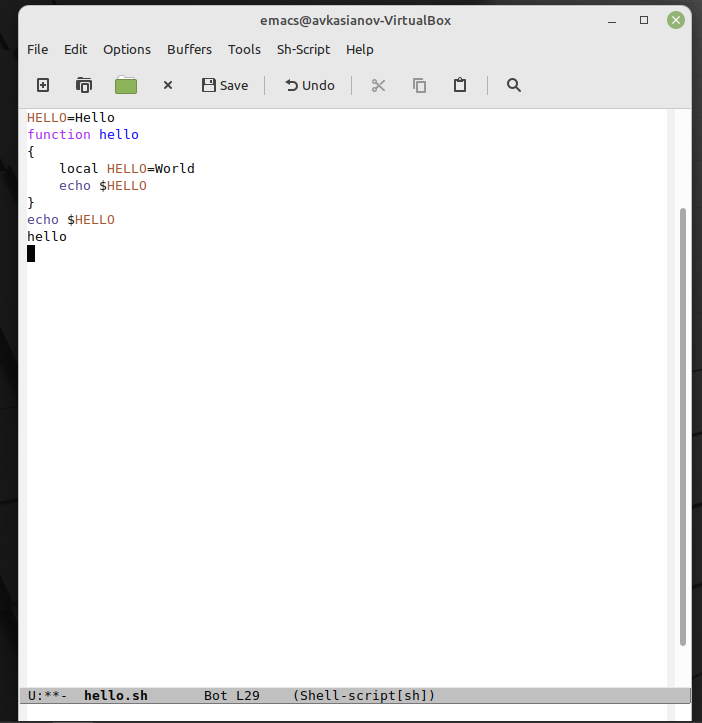 emacs@avkasianov-VirtualBox
File Edit Options Buffers Tools Sh-Script Help
Save Undo
HELLO=Hello
function hello
{
    local HELLO=World
    echo $HELLO
}
echo $HELLO
hello
U:**-  hello.sh       Bot L29    (Shell-script[sh])